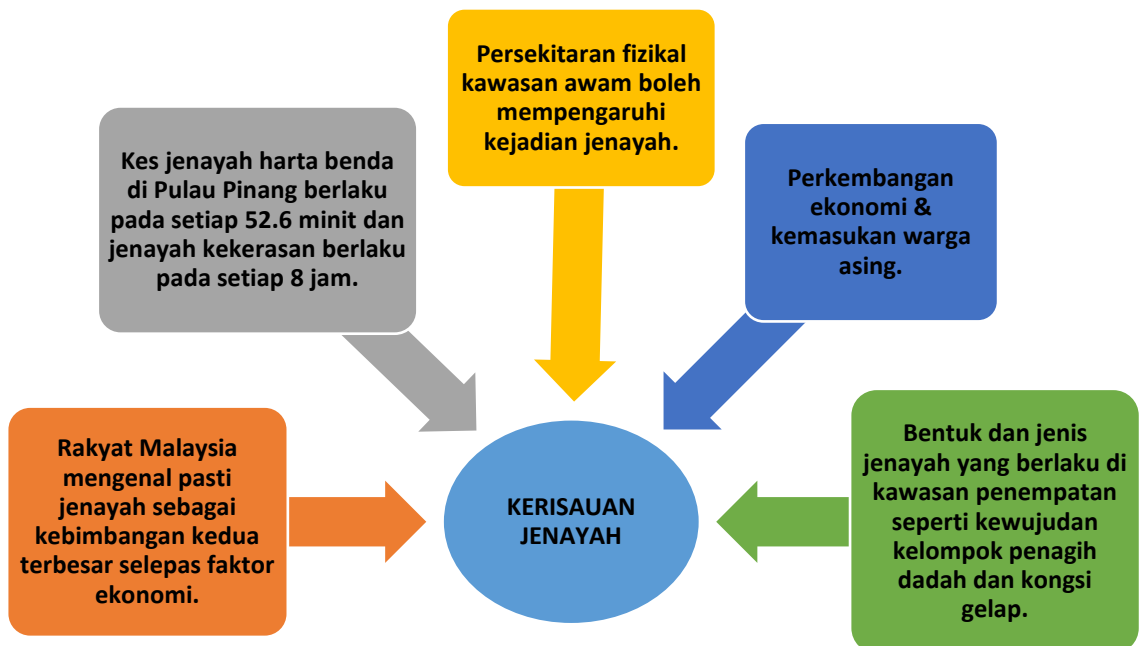 Persekitaran fizikal
kawasan awam boleh
mempengaruhi
kejadian jenayah.
Kes jenayah harta benda
di Pulau Pinang berlaku
pada setiap 52.6 minit dan
jenayah kekerasan berlaku
pada setiap 8 jam.
Perkembangan
ekonomi &
kemasukan warga
asing.
Rakyat Malaysia
mengenal pasti
jenayah sebagai
kebimbangan kedua
terbesar selepas faktor
ekonomi.
KERISAUAN
JENAYAH
Bentuk dan jenis
jenayah yang berlaku di
kawasan penempatan
seperti kewujudan
kelompok penagih
dadah dan kongsi
gelap.